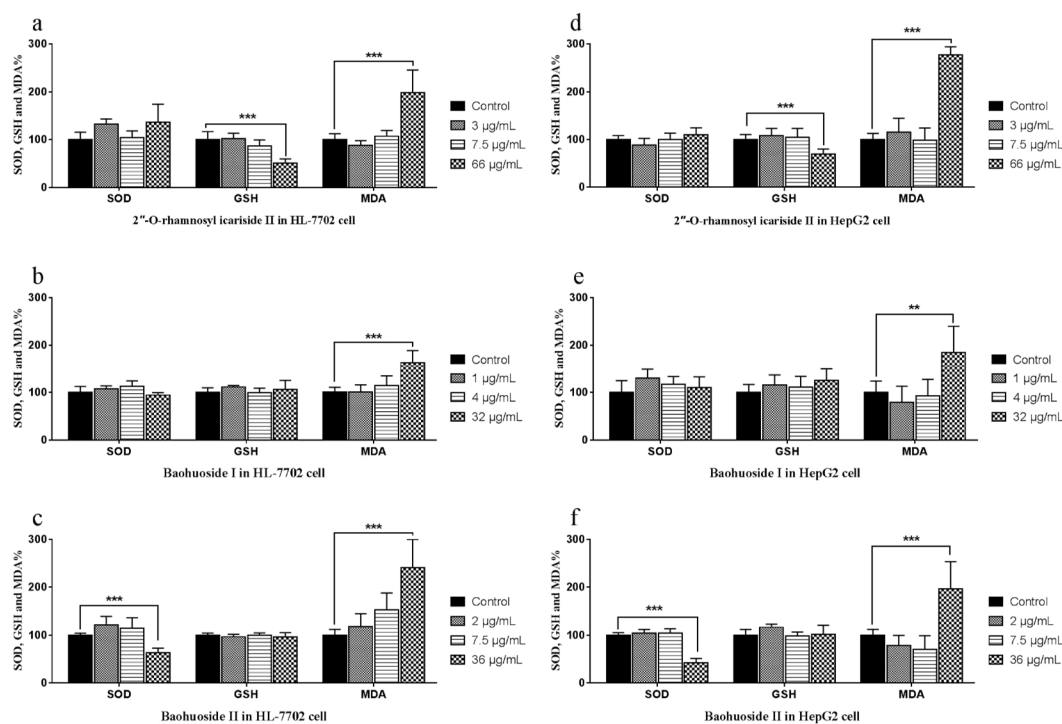 a
SOD, GSH and MDA%
300
200
100
0
***
***
SOD
GSH
MDA
Control
3 µg/mL
7.5 µg/mL
66 µg/mL
2″-O-rhamnosyl icariside II in HL-7702 cell
d
SOD, GSH and MDA%
300
200
100
0
***
***
SOD
GSH
MDA
Control
3 µg/mL
7.5 µg/mL
66 µg/mL
2″-O-rhamnosyl icariside II in HepG2 cell
b
SOD, GSH and MDA%
300
200
100
0
***
SOD
GSH
MDA
Control
1 µg/mL
4 µg/mL
32 µg/mL
Baohuoside I in HL-7702 cell
e
SOD, GSH and MDA%
300
200
100
0
**
SOD
GSH
MDA
Control
1 µg/mL
4 µg/mL
32 µg/mL
Baohuoside I in HepG2 cell
c
SOD, GSH and MDA%
300
200
100
0
***
***
SOD
GSH
MDA
Control
2 µg/mL
7.5 µg/mL
36 µg/mL
Baohuoside II in HL-7702 cell
f
SOD, GSH and MDA%
300
200
100
0
***
***
SOD
GSH
MDA
Control
2 µg/mL
7.5 µg/mL
36 µg/mL
Baohuoside II in HepG2 cell